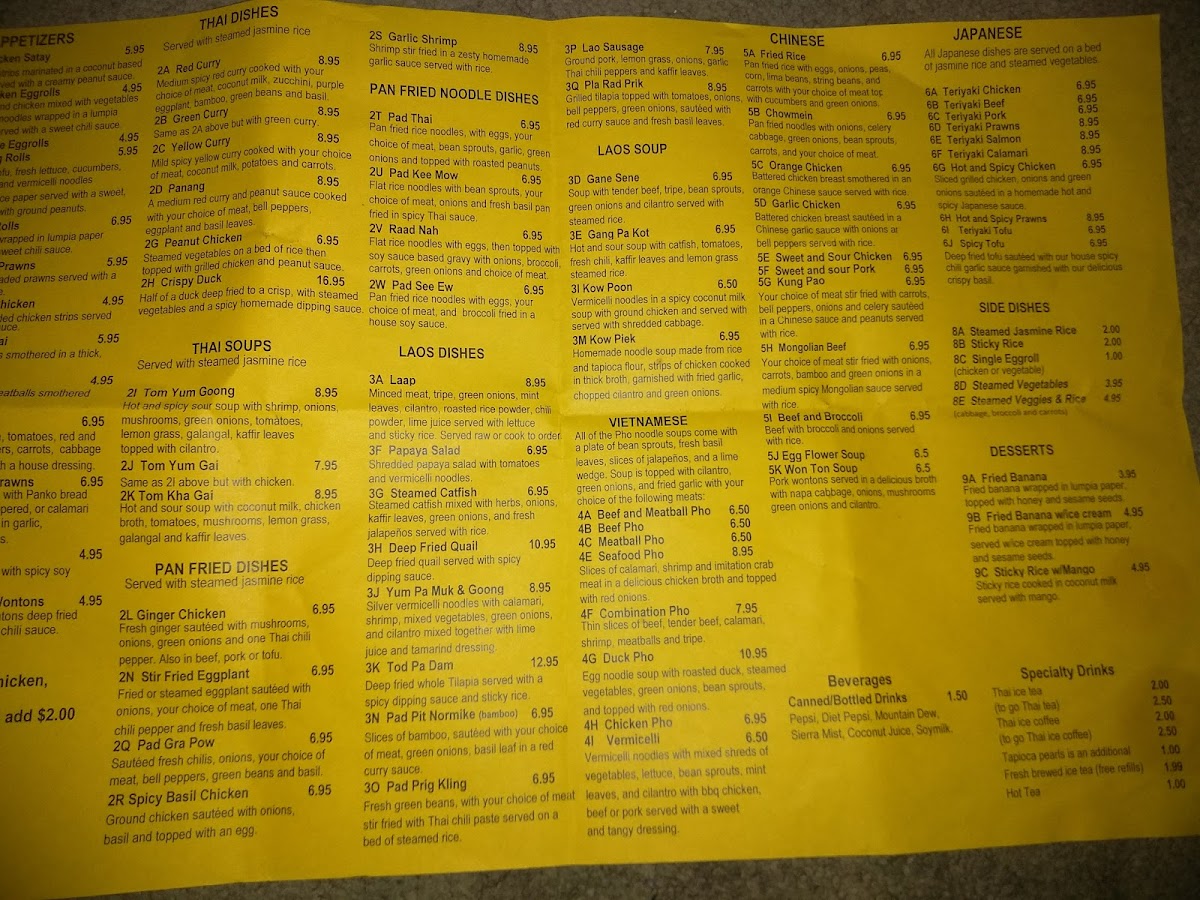 PPETIZERS
cken Satay 5.95
strips marinated in a coconut based
rved with a creamy peanut sauce.
ken Eggrolls 4.95
nd chicken mixed with vegetables
noodles wrapped in a lumpia
erved with a sweet chili sauce.
e Eggrolls 4.95
g Rolls 5.95
efu, fresh lettuce, cucumbers,
and vermicelli noodles
ce paper served with a sweet,
with ground peanuts.
Rolls 6.95
wrapped in lumpia paper
sweet chili sauce.
Prawns 5.95
aded prawns served with a
e.
Chicken 4.95
ded chicken strips served
uce.
ai 5.95
s smothered in a thick,
4.95
eatballs smothered
6.95
e, tomatoes, red and
ers, carrots, cabbage
with a house dressing.
rawns 6.95
with Panko bread
pered, or calamari
in garlic,
s.
4.95
with spicy soy
Wontons 4.95
tons deep fried
chili sauce.
hicken,
add $2.00
THAI DISHES
Served with steamed jasmine rice
2A Red Curry 8.95
Medium spicy red curry cooked with your
choice of meat, coconut milk, zucchini, purple
eggplant, bamboo, green beans and basil.
2B Green Curry 8.95
Same as 2A above but with green curry.
2C Yellow Curry 8.95
Mild spicy yellow curry cooked with your choice
of meat, coconut milk, potatoes and carrots.
2D Panang 8.95
A medium red curry and peanut sauce cooked
with your choice of meat, bell peppers,
eggplant and basil leaves.
2G Peanut Chicken 6.95
Steamed vegetables on a bed of rice then
topped with grilled chicken and peanut sauce.
2H Crispy Duck 16.95
Half of a duck deep fried to a crisp, with steamed
vegetables and a spicy homemade dipping sauce.
THAI SOUPS
Served with steamed jasmine rice
2I Tom Yum Goong 8.95
Hot and spicy sour soup with shrimp, onions,
mushrooms, green onions, tomatoes,
lemon grass, galangal, kaffir leaves
topped with cilantro.
2J Tom Yum Gai 7.95
Same as 2I above but with chicken.
2K Tom Kha Gai 8.95
Hot and sour soup with coconut milk, chicken
broth, tomatoes, mushrooms, lemon grass,
galangal and kaffir leaves.
PAN FRIED DISHES
Served with steamed jasmine rice
2L Ginger Chicken 6.95
Fresh ginger sautéed with mushrooms,
onions, green onions and one Thai chili
pepper. Also in beef, pork or tofu.
2N Stir Fried Eggplant 6.95
Fried or steamed eggplant sautéed with
onions, your choice of meat, one Thai
chili pepper and fresh basil leaves.
2Q Pad Gra Pow 6.95
Sautéed fresh chilis, onions, your choice of
meat, bell peppers, green beans and basil.
2R Spicy Basil Chicken 6.95
Ground chicken sautéed with onions,
basil and topped with an egg.
2S Garlic Shrimp 8.95
Shrimp stir fried in a zesty homemade
garlic sauce served with rice.
PAN FRIED NOODLE DISHES
2T Pad Thai 6.95
Pan fried rice noodles, with eggs, your
choice of meat, bean sprouts, garlic, green
onions and topped with roasted peanuts.
2U Pad Kee Mow 6.95
Flat rice noodles with bean sprouts, your
choice of meat, onions and fresh basil pan
fried in spicy Thai sauce.
2V Raad Nah 6.95
Flat rice noodles with eggs, then topped with
soy sauce based gravy with onions, broccoli,
carrots, green onions and choice of meat.
2W Pad See Ew 6.95
Pan fried rice noodles with eggs, your
choice of meat, and broccoli fried in a
house soy sauce.
LAOS DISHES
3A Laap 8.95
Minced meat, tripe, green onions, mint
leaves, cilantro, roasted rice powder, chili
powder, lime juice served with lettuce
and sticky rice. Served raw or cook to order
3F Papaya Salad 6.95
Shredded papaya salad with tomatoes
and vermicelli noodles.
3G Steamed Catfish 6.95
Steamed catfish mixed with herbs, onions,
kaffir leaves, green onions, and fresh
jalapeños served with rice.
3H Deep Fried Quail 10.95
Deep fried quail served with spicy
dipping sauce.
3J Yum Pa Muk & Goong 8.95
Silver vermicelli noodles with calamari,
shrimp, mixed vegetables, green onions,
and cilantro mixed together with lime
juice and tamarind dressing.
3K Tod Pa Dam 12.95
Deep fried whole Tilapia served with a
spicy dipping sauce and sticky rice.
3N Pad Pit Normike (bamboo) 6.95
Slices of bamboo, sautéed with your choice
of meat, green onions, basil leaf in a red
curry sauce.
3O Pad Prig Kling 6.95
Fresh green beans, with your choice of meat
stir fried with Thai chili paste served on a
bed of steamed rice.
3P Lao Sausage 7.95
Ground pork, lemon grass, onions, garlic
Thai chili peppers and kaffir leaves.
3Q Pla Rad Prik 8.95
Grilled tilapia topped with tomatoes, onions,
bell peppers, green onions, sautéed with
red curry sauce and fresh basil leaves.
LAOS SOUP
3D Gane Sene 6.95
Soup with tender beef, tripe, bean sprouts,
green onions and cilantro served with
steamed rice.
3E Gang Pa Kot 6.95
Hot and sour soup with catfish, tomatoes,
fresh chili, kaffir leaves and lemon grass
steamed rice.
3I Kow Poon 6.50
Vermicelli noodles in a spicy coconut milk
soup with ground chicken and served with
served with shredded cabbage.
3M Kow Piek 6.95
Homemade noodle soup made from rice
and tapioca flour, strips of chicken cooked
in thick broth, garnished with fried garlic,
chopped cilantro and green onions.
VIETNAMESE
All of the Pho noodle soups come with
a plate of bean sprouts, fresh basil
leaves, slices of jalapeños, and a lime
wedge. Soup is topped with cilantro,
green onions, and fried garlic with your
choice of the following meats:
4A Beef and Meatball Pho 6.50
4B Beef Pho 6.50
4C Meatball Pho 6.50
4E Seafood Pho 8.95
Slices of calamari, shrimp and imitation crab
meat in a delicious chicken broth and topped
with red onions.
4F Combination Pho 7.95
Thin slices of beef, tender beef, calamari,
shrimp, meatballs and tripe.
4G Duck Pho 10.95
Egg noodle soup with roasted duck, steamed
vegetables, green onions, bean sprouts,
and topped with red onions.
4H Chicken Pho 6.95
4I Vermicelli 6.50
Vermicelli noodles with mixed shreds of
vegetables, lettuce, bean sprouts, mint
leaves, and cilantro with bbq chicken,
beef or pork served with a sweet
and tangy dressing.
CHINESE
5A Fried Rice 6.95
Pan fried rice with eggs, onions, peas,
corn, lima beans, string beans, and
carrots with your choice of meat top
with cucumbers and green onions.
5B Chowmein 6.95
Pan fried noodles with onions, celery
cabbage, green onions, bean sprouts,
carrots, and your choice of meat.
5C Orange Chicken 6.95
Battered chicken breast smothered in an
orange Chinese sauce served with rice.
5D Garlic Chicken 6.95
Battered chicken breast sautéed in a
Chinese garlic sauce with onions ar
bell peppers served with rice.
5E Sweet and Sour Chicken 6.95
5F Sweet and sour Pork 6.95
5G Kung Pao 6.95
Your choice of meat stir fried with carrots,
bell peppers, onions and celery sautéed
in a Chinese sauce and peanuts served
with rice.
5H Mongolian Beef 6.95
Your choice of meat stir fried with onions,
carrots, bamboo and green onions in a
medium spicy Mongolian sauce served
with rice.
5I Beef and Broccoli 6.95
Beef with broccoli and onions served
with rice.
5J Egg Flower Soup 6.5
5K Won Ton Soup 6.5
Pork wontons served in a delicious broth
with napa cabbage, onions, mushrooms
green onions and cilantro.
Beverages
Canned/Bottled Drinks 1.50
Pepsi, Diet Pepsi, Mountain Dew,
Sierra Mist, Coconut Juice, Soymilk.
JAPANESE
All Japanese dishes are served on a bed
of jasmine rice and steamed vegetables.
6A Teriyaki Chicken 6.95
6B Teriyaki Beef 6.95
6C Teriyaki Pork 6.95
6D Teriyaki Prawns 8.95
6E Teriyaki Salmon 8.95
6F Teriyaki Calamari 8.95
6G Hot and Spicy Chicken 6.95
Sliced grilled chicken, onions and green
onions sautéed in a homemade hot and
spicy Japanese sauce.
6H Hot and Spicy Prawns 8.95
6I Teriyaki Tofu 6.95
6J Spicy Tofu 6.95
Deep fried tofu sautéed with our house spicy
chili garlic sauce garnished with our delicious
crispy basil.
SIDE DISHES
8A Steamed Jasmine Rice 2.00
8B Sticky Rice 2.00
8C Single Eggroll 1.00
(chicken or vegetable)
8D Steamed Vegetables 3.95
8E Steamed Veggies & Rice 4.95
(cabbage, broccoli and carrots)
DESSERTS
9A Fried Banana 3.95
Fried banana wrapped in lumpia paper,
topped with honey and sesame seeds.
9B Fried Banana w/ice cream 4.95
Fried banana wrapped in lumpia paper,
served w/ice cream topped with honey
and sesame seeds.
9C Sticky Rice w/Mango 4.95
Sticky rice cooked in coconut milk
served with mango.
Specialty Drinks
Thai ice tea 2.00
(to go Thai tea) 2.50
Thai ice coffee 2.00
(to go Thai ice coffee) 2.50
Tapioca pearls is an additional 1.00
Fresh brewed ice tea (free refills) 1.99
Hot Tea 1.00